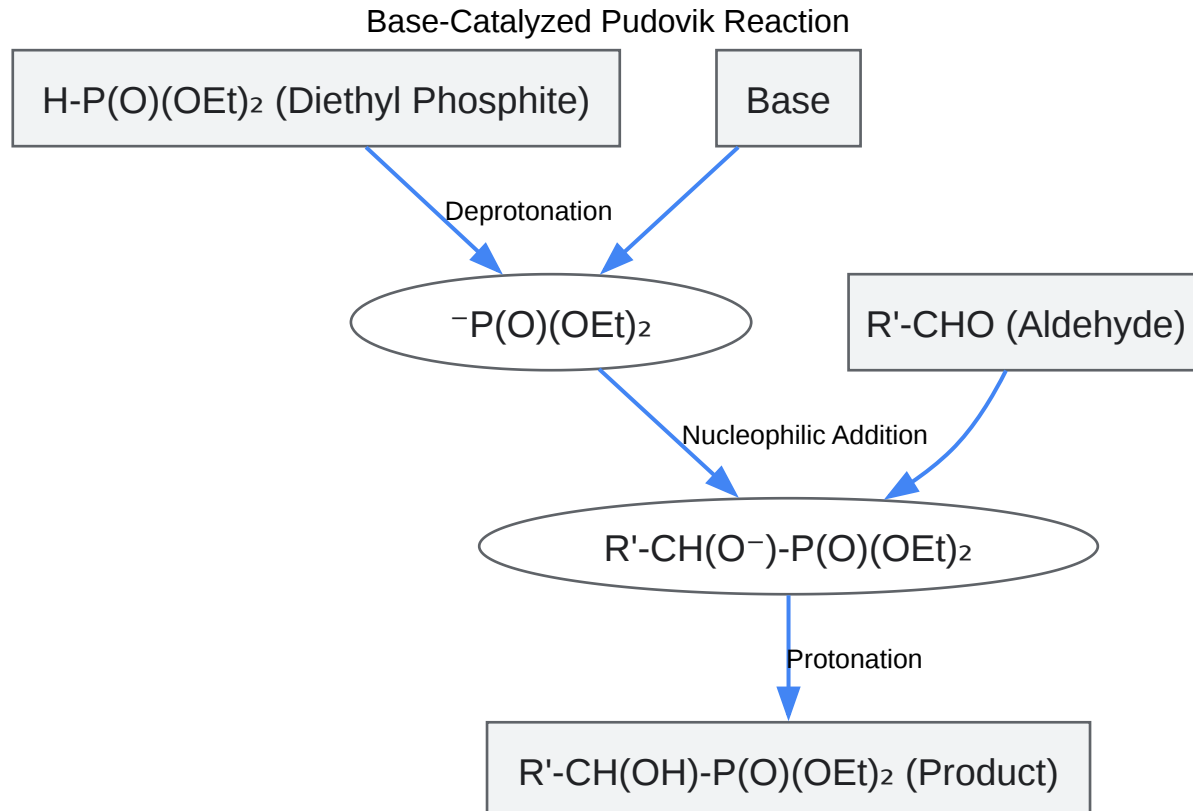 Base-Catalyzed Pudovik Reaction
H-P(O)(OEt)₂ (Diethyl Phosphite)
Base
Deprotonation
⁻P(O)(OEt)₂
R'-CHO (Aldehyde)
Nucleophilic Addition
R'-CH(O⁻)-P(O)(OEt)₂
Protonation
R'-CH(OH)-P(O)(OEt)₂ (Product)